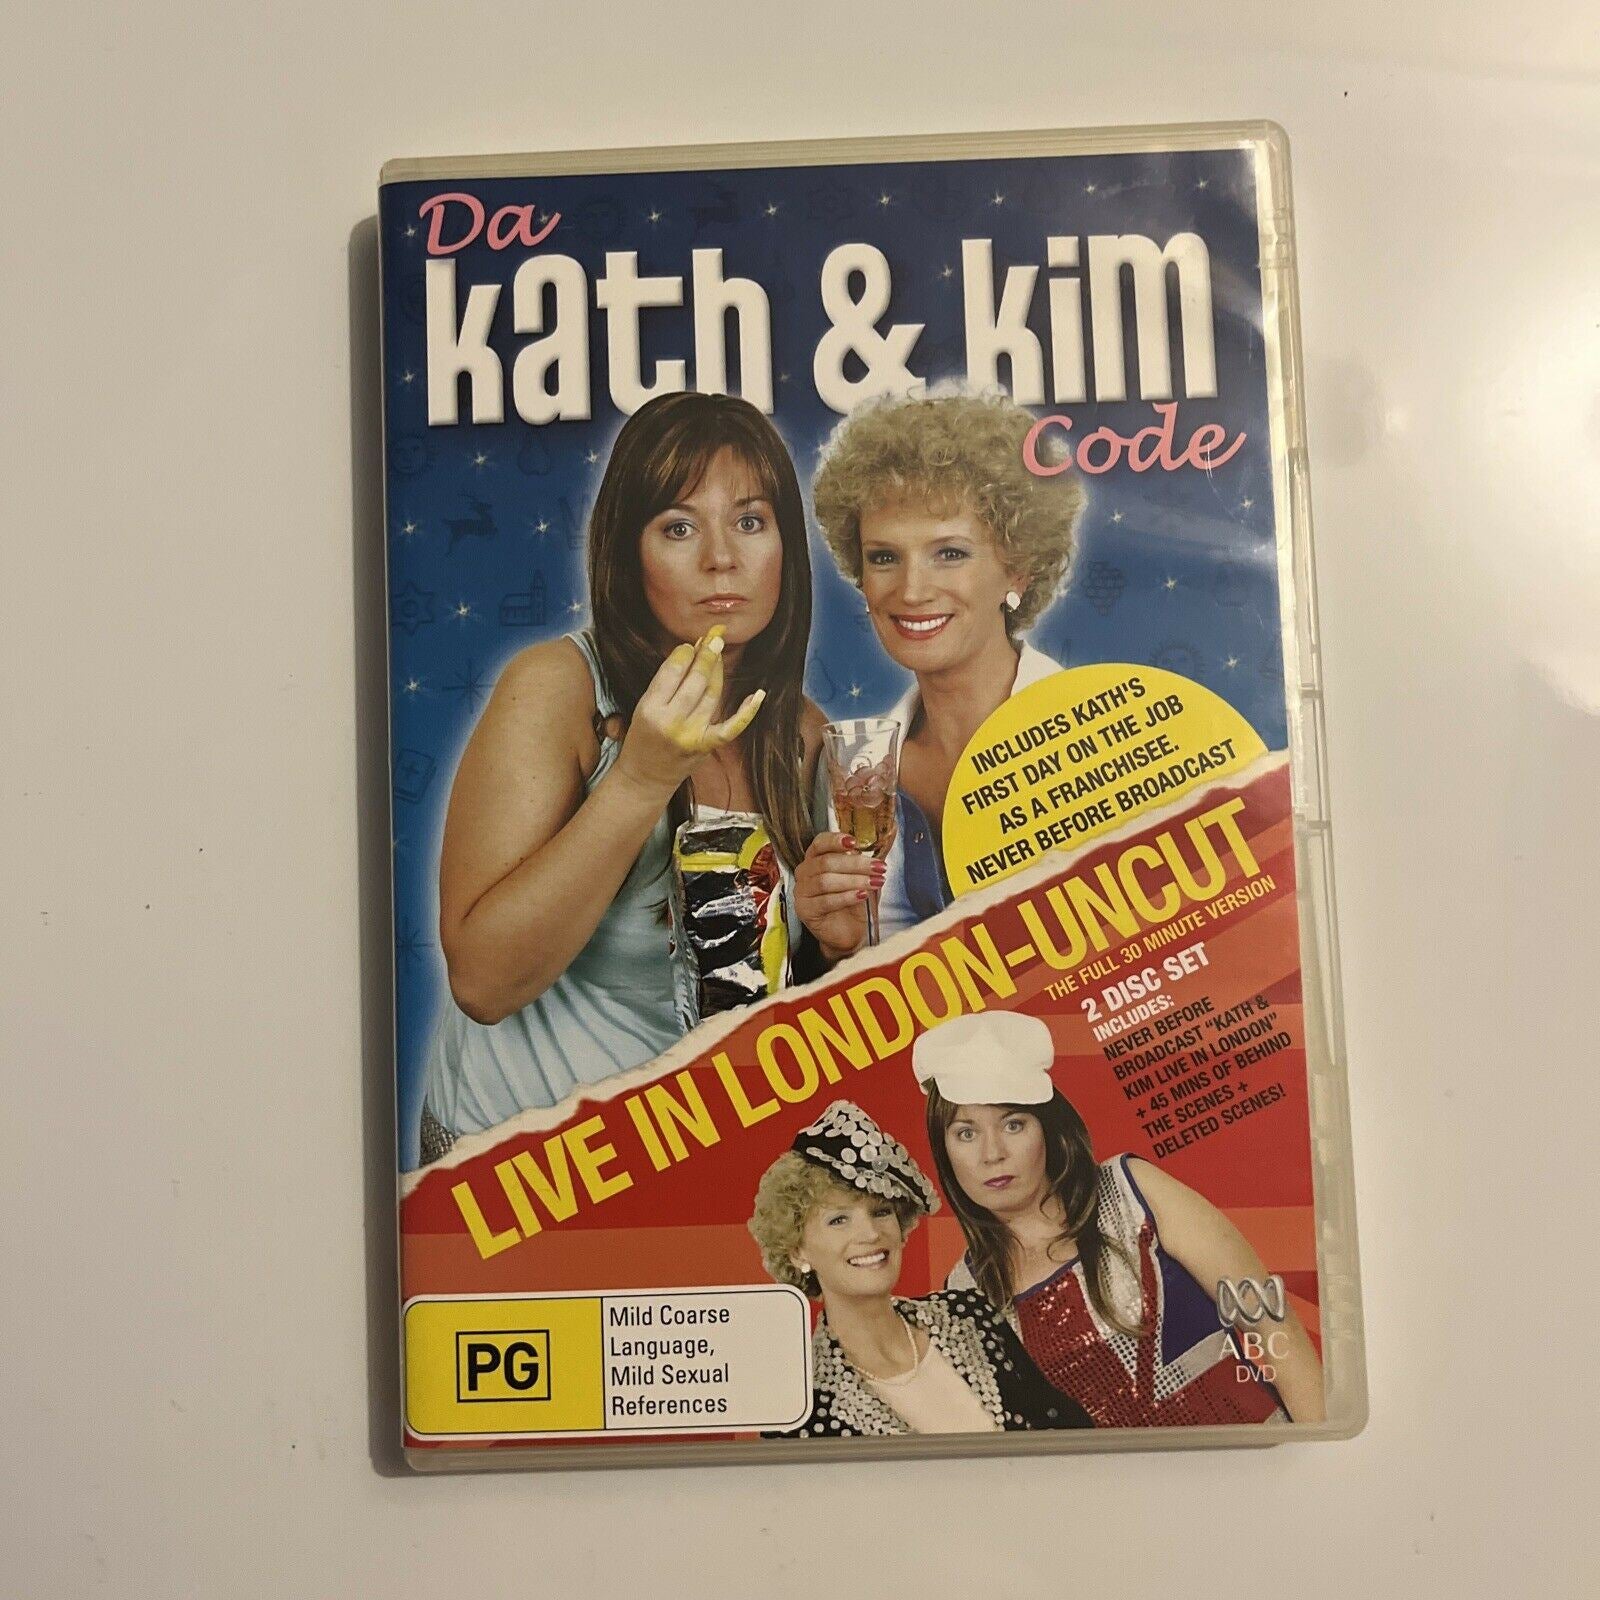 Da
kath & kim
Code
INCLUDES KATH'S
FIRST DAY ON THE JOB
AS A FRANCHISEE.
NEVER BEFORE BROADCAST
LIVE IN LONDON-UNCUT
THE FULL 30 MINUTE VERSION
2 DISC SET
INCLUDES:
NEVER BEFORE
BROADCAST "KATH &
KIM LIVE IN LONDON"
+ 45 MINS OF BEHIND
THE SCENES +
DELETED SCENES!
PG
Mild Coarse
Language,
Mild Sexual
References
ABC
DVD